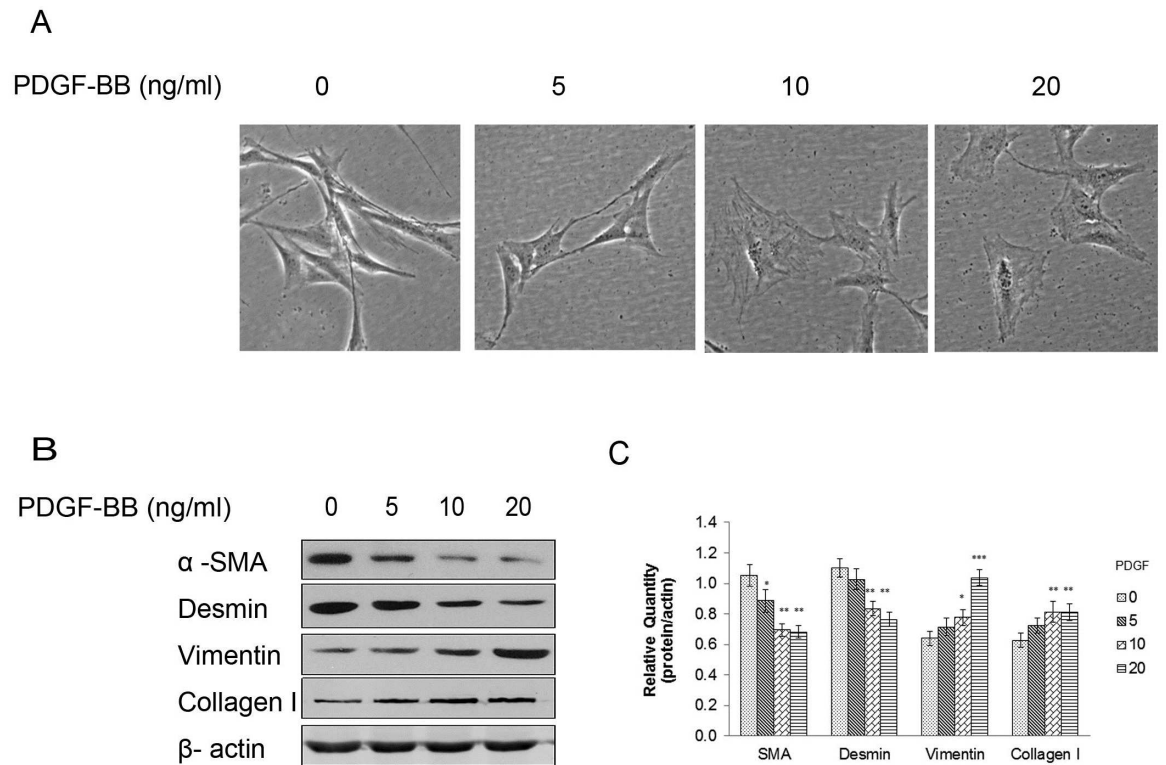 A
PDGF-BB (ng/ml) 0 5 10 20
B
PDGF-BB (ng/ml) 0 5 10 20
α -SMA
Desmin
Vimentin
Collagen I
β- actin
C
Relative Quantity
(protein/actin)
1.4
1.2
1.0
0.8
0.6
0.4
0.2
0.0
* ** **
** **
* ***
** **
SMA Desmin Vimentin Collagen I
PDGF
0
5
10
20